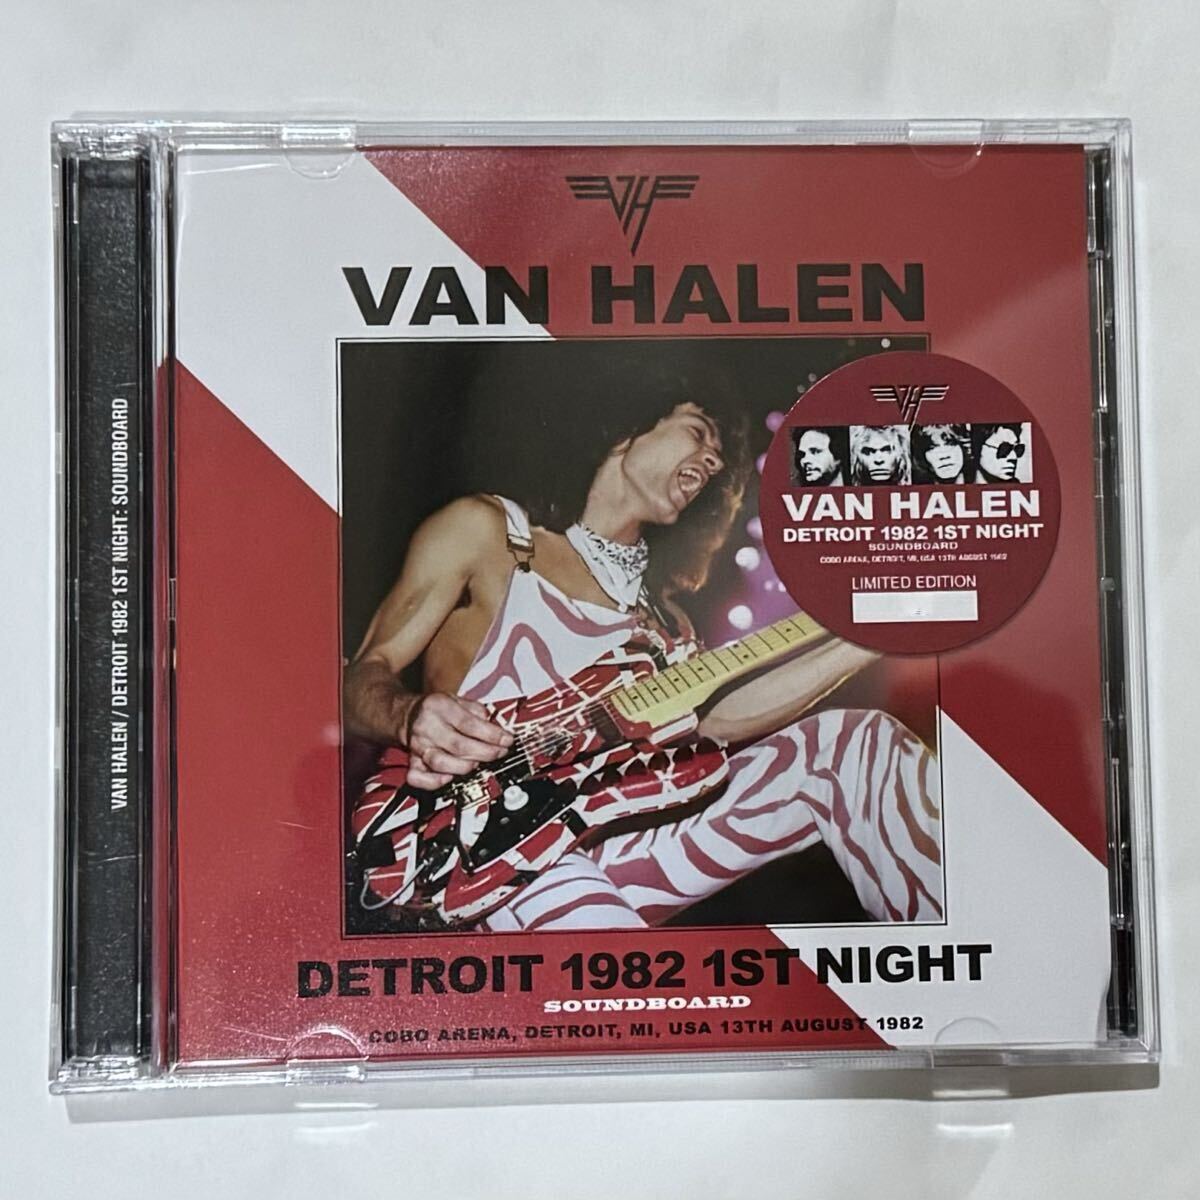 VAN HALEN / DETROIT 1982 1ST NIGHT: SOUNDBOARD
VH
VAN HALEN
DETROIT 1982 1ST NIGHT
SOUNDBOARD
COBO ARENA, DETROIT, MI, USA 13TH AUGUST 1982
VH
VAN HALEN
DETROIT 1982 1ST NIGHT
SOUNDBOARD
COBO ARENA, DETROIT, MI, USA 13TH AUGUST 1982
LIMITED EDITION